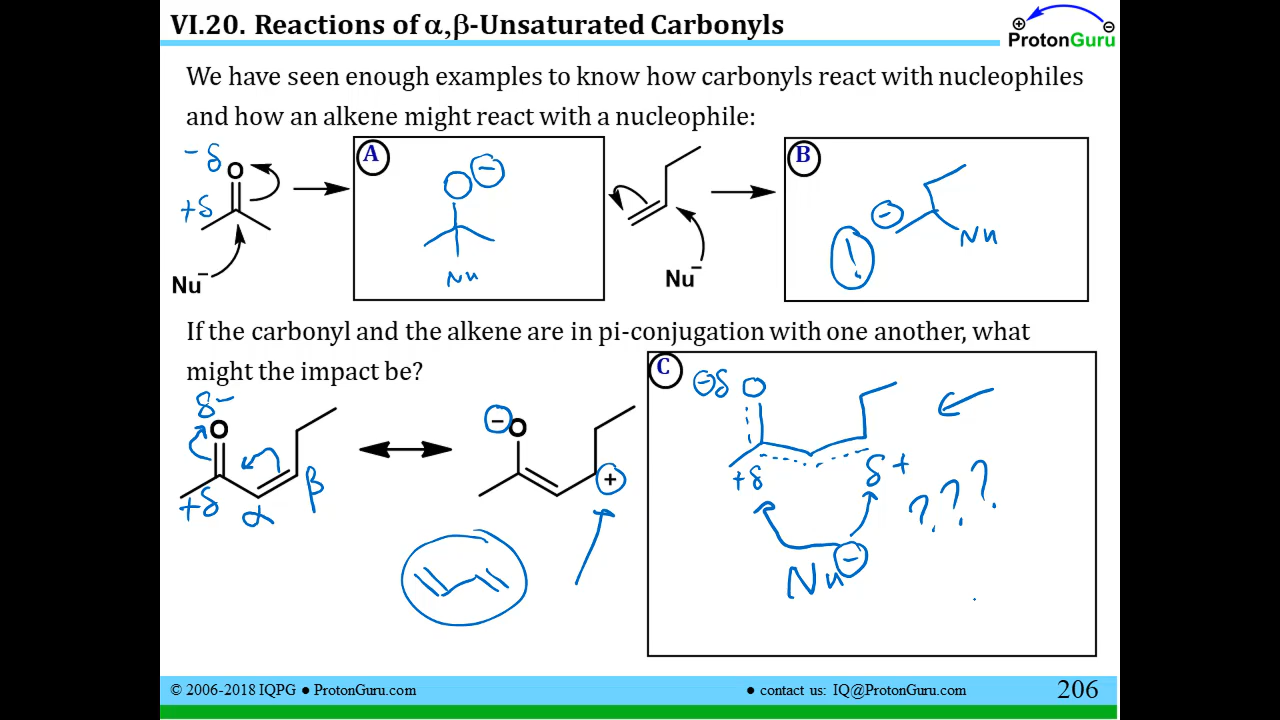 VI.20. Reactions of α,β-Unsaturated Carbonyls
⊕ ⊖
ProtonGuru
We have seen enough examples to know how carbonyls react with nucleophiles
and how an alkene might react with a nucleophile:
-δ
O
+δ
Nu−
A
O ⊖
Nu
Nu−
B
⊖
Nu
!
If the carbonyl and the alkene are in pi-conjugation with one another, what
might the impact be?
δ-
O
+δ
α
β
− O
+
C
⊖δ O
+δ
δ+
???
Nu ⊖
© 2006-2018 IQPG ● ProtonGuru.com
● contact us: IQ@ProtonGuru.com
206